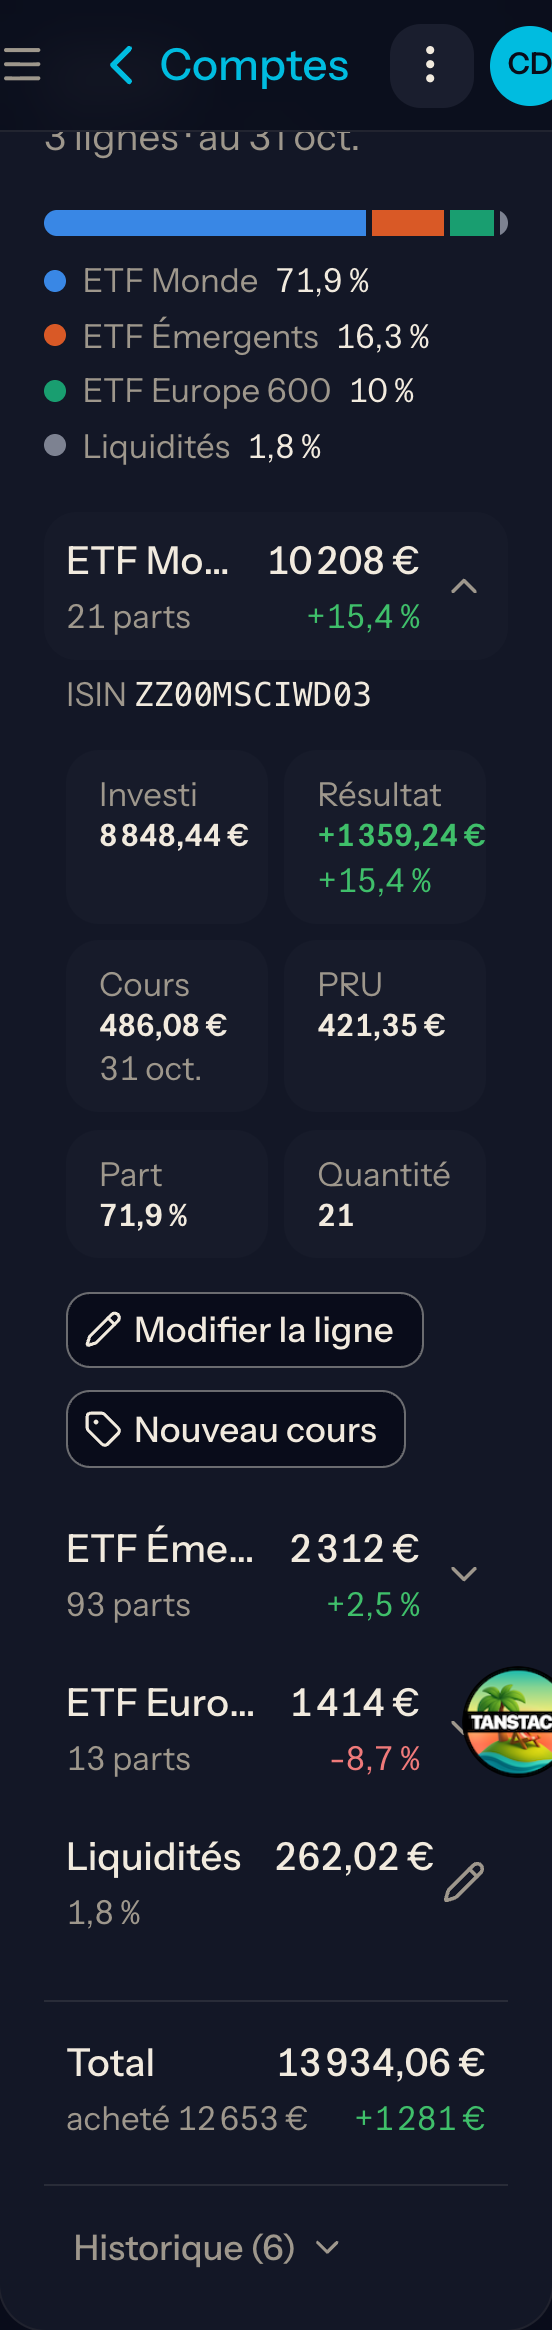 Comptes
CD
3 lignes · au 31 oct.
ETF Monde 71,9 %
ETF Émergents 16,3 %
ETF Europe 600 10 %
Liquidités 1,8 %
ETF Mo... 10 208 €
21 parts +15,4 %
ISIN ZZ00MSCIWD03
Investi Résultat
8 848,44 € +1 359,24 €
+15,4 %
Cours PRU
486,08 € 421,35 €
31 oct.
Part Quantité
71,9 % 21
Modifier la ligne
Nouveau cours
ETF Éme... 2 312 €
93 parts +2,5 %
ETF Euro... 1 414 €
TANSTAC
13 parts -8,7 %
Liquidités 262,02 €
1,8 %
Total 13 934,06 €
acheté 12 653 € +1 281 €
Historique (6)